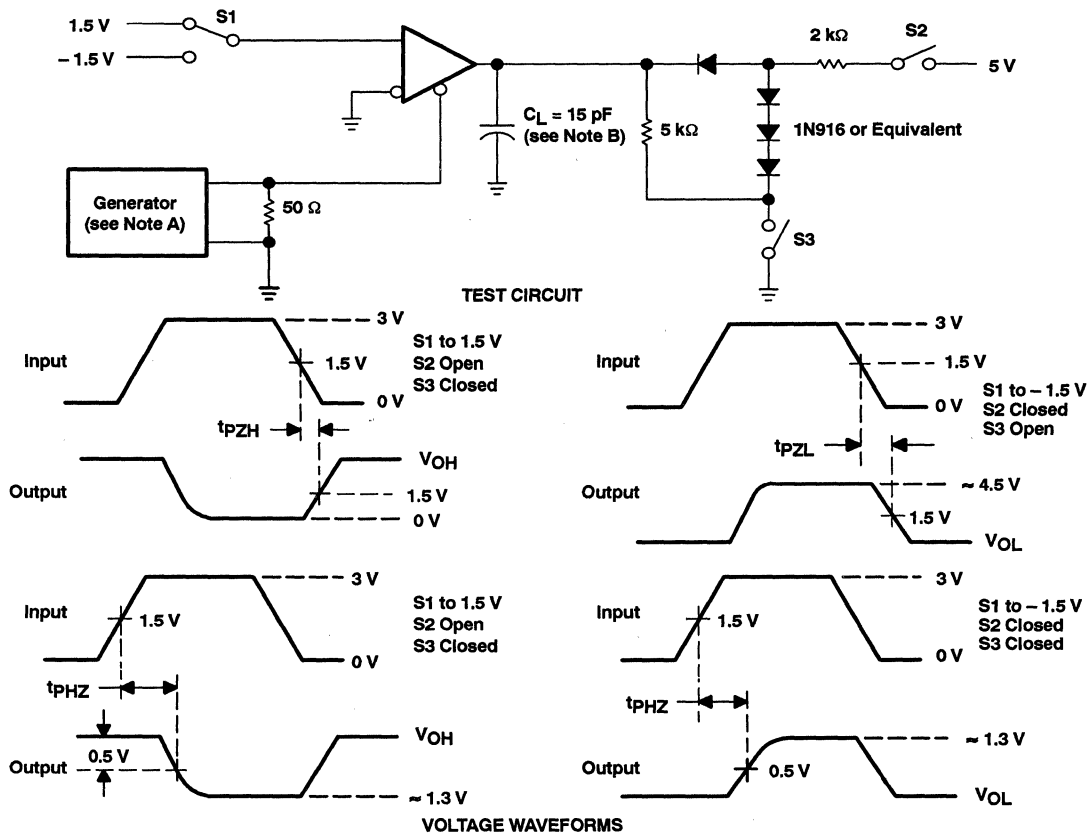 1.5 V
S1
– 1.5 V
2 kΩ
S2
5 V
CL = 15 pF
(see Note B)
5 kΩ
1N916 or Equivalent
Generator
(see Note A)
50 Ω
S3
TEST CIRCUIT
Input
3 V
1.5 V
0 V
S1 to 1.5 V
S2 Open
S3 Closed
tPZH
Output
VOH
1.5 V
0 V
Input
3 V
1.5 V
0 V
S1 to – 1.5 V
S2 Closed
S3 Open
tPZL
Output
≈ 4.5 V
1.5 V
VOL
Input
3 V
1.5 V
0 V
S1 to 1.5 V
S2 Open
S3 Closed
tPHZ
Output
0.5 V
VOH
≈ 1.3 V
Input
3 V
1.5 V
0 V
S1 to – 1.5 V
S2 Closed
S3 Closed
tPHZ
Output
≈ 1.3 V
0.5 V
VOL
VOLTAGE WAVEFORMS